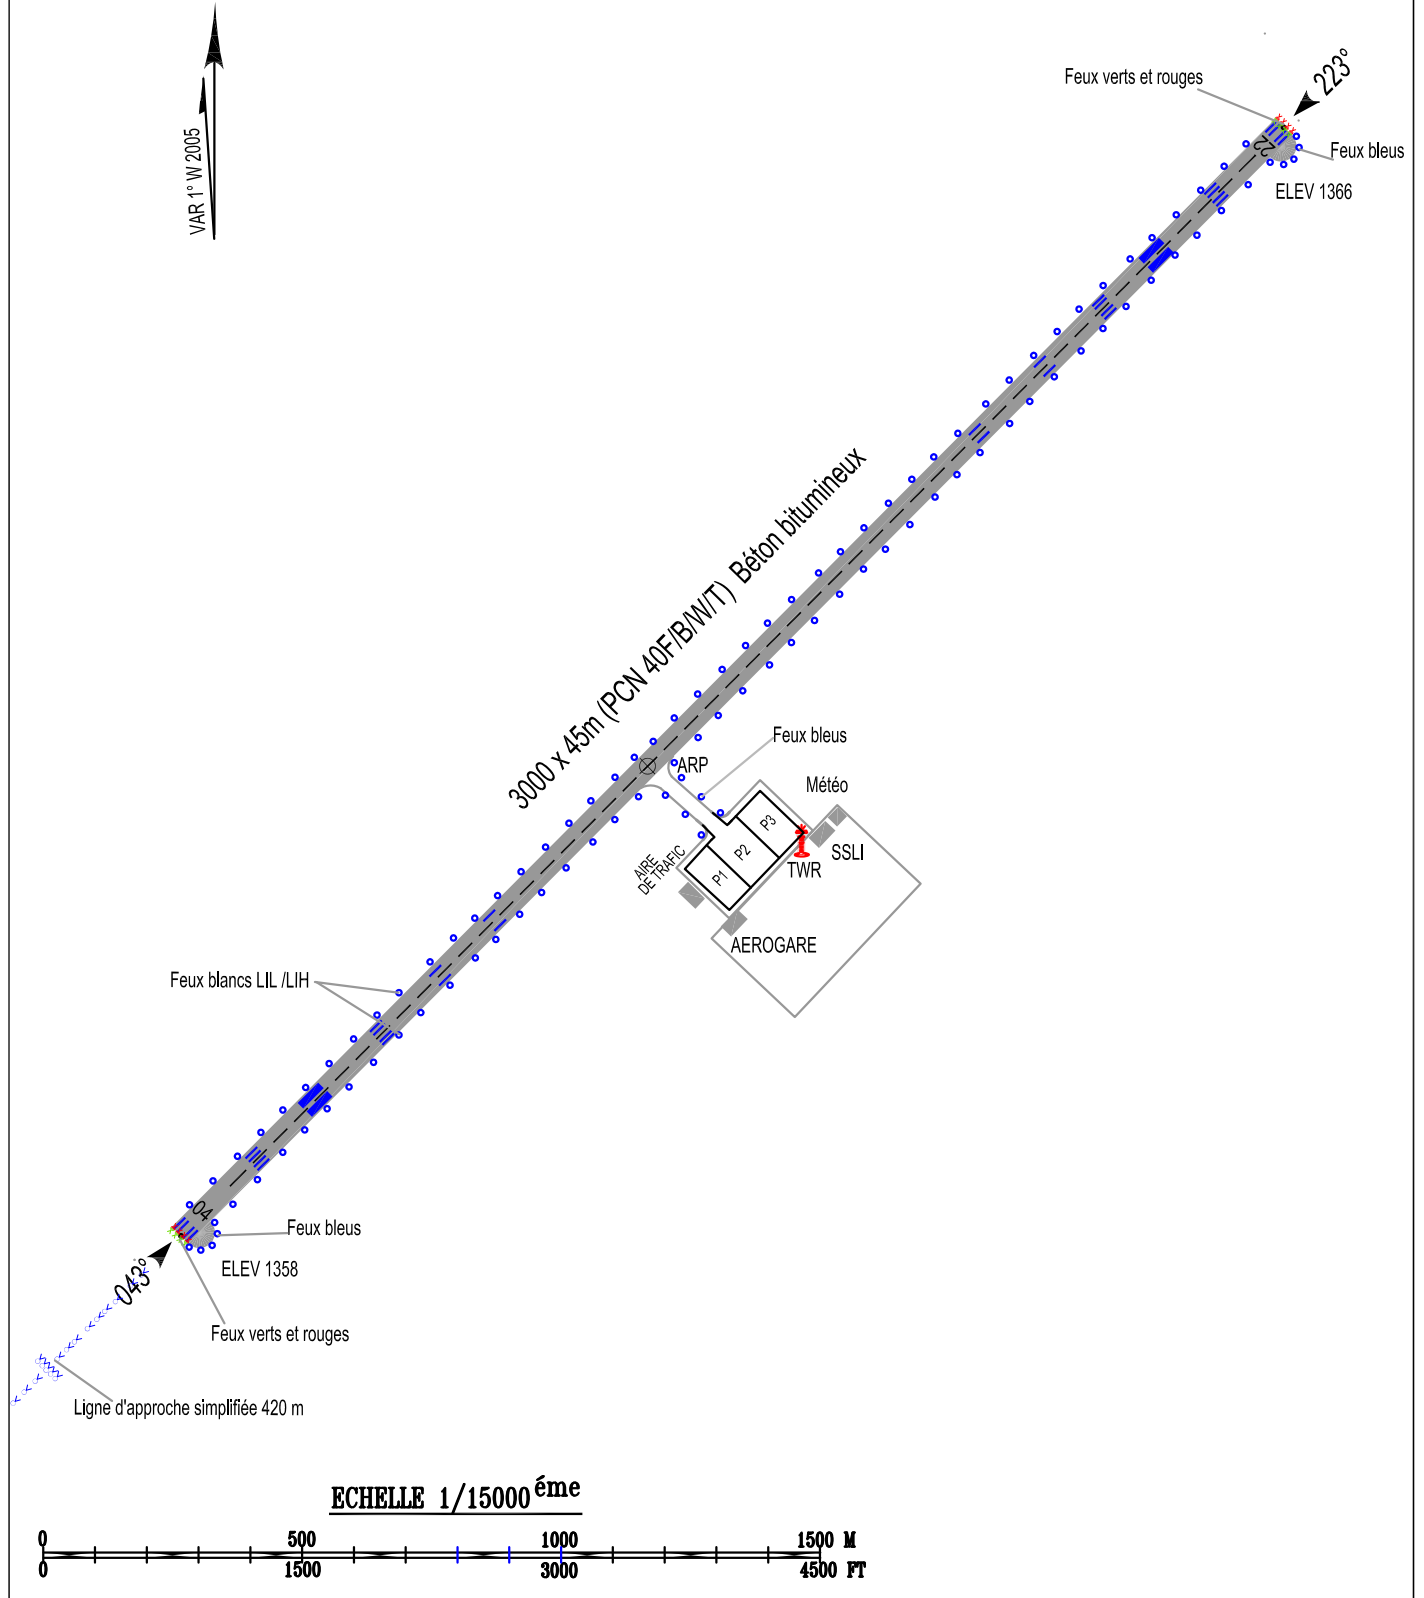 VAR 1° W 2005
Feux verts et rouges
223°
Feux bleus
22
ELEV 1366
3000 x 45m (PCN 40F/B/W/T) Béton bitumineux
ARP
Feux bleus
Météo
P3
P2
P1
SSLI
TWR
AIRE
DE TRAFIC
AEROGARE
Feux blancs LIL /LIH
04
Feux bleus
ELEV 1358
043°
Feux verts et rouges
Ligne d'approche simplifiée 420 m
ECHELLE 1/15000 éme
0 500 1000 1500 M
0 1500 3000 4500 FT